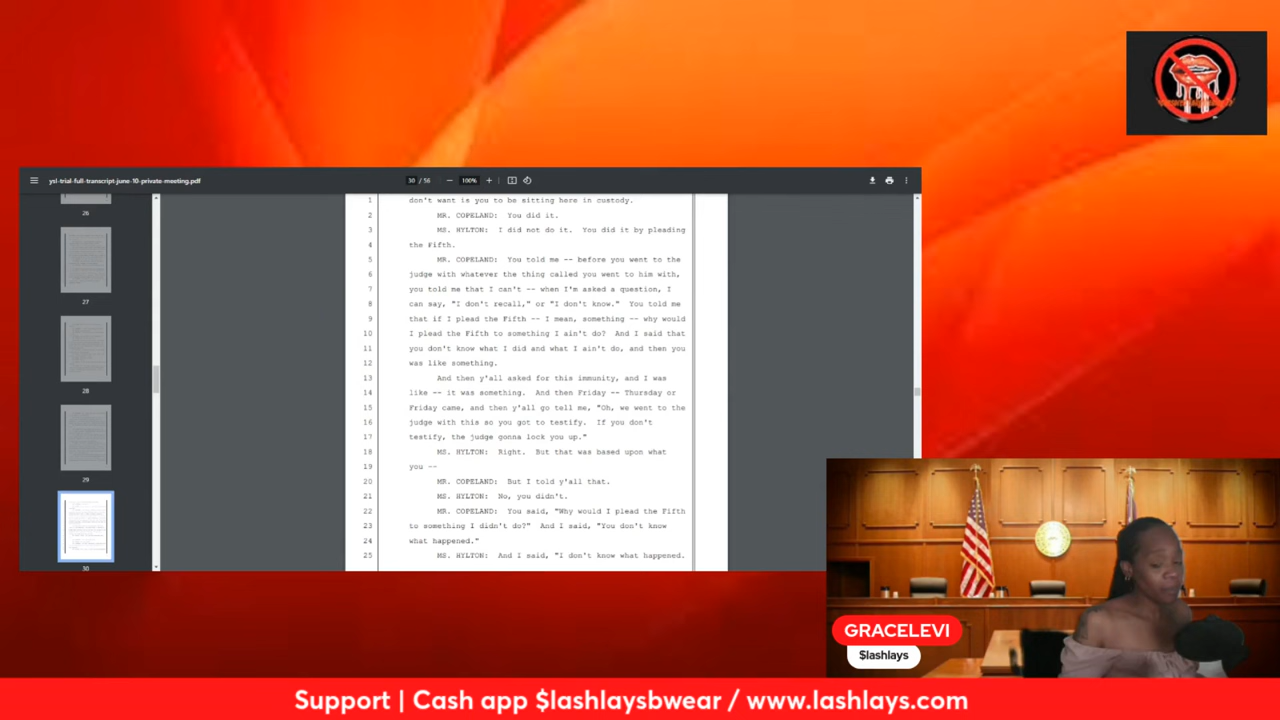 ysl-trial-full-transcript-june-10-private-meeting.pdf
30 / 56
100%
26
27
28
29
30
1 don't want is you to be sitting here in custody.
2 MR. COPELAND: You did it.
3 MS. HYLTON: I did not do it. You did it by pleading
4 the Fifth.
5 MR. COPELAND: You told me -- before you went to the
6 judge with whatever the thing called you went to him with,
7 you told me that I can't -- when I'm asked a question, I
8 can say, "I don't recall," or "I don't know." You told me
9 that if I plead the Fifth -- I mean, something -- why would
10 I plead the Fifth to something I ain't do? And I said that
11 you don't know what I did and what I ain't do, and then you
12 was like something.
13 And then y'all asked for this immunity, and I was
14 like -- it was something. And then Friday -- Thursday or
15 Friday came, and then y'all go tell me, "Oh, we went to the
16 judge with this so you got to testify. If you don't
17 testify, the judge gonna lock you up."
18 MS. HYLTON: Right. But that was based upon what
19 you --
20 MR. COPELAND: But I told y'all that.
21 MS. HYLTON: No, you didn't.
22 MR. COPELAND: You said, "Why would I plead the Fifth
23 to something I didn't do?" And I said, "You don't know
24 what happened."
25 MS. HYLTON: And I said, "I don't know what happened.
GRACELEVI
$lashlays
Support | Cash app $lashlaysbwear / www.lashlays.com